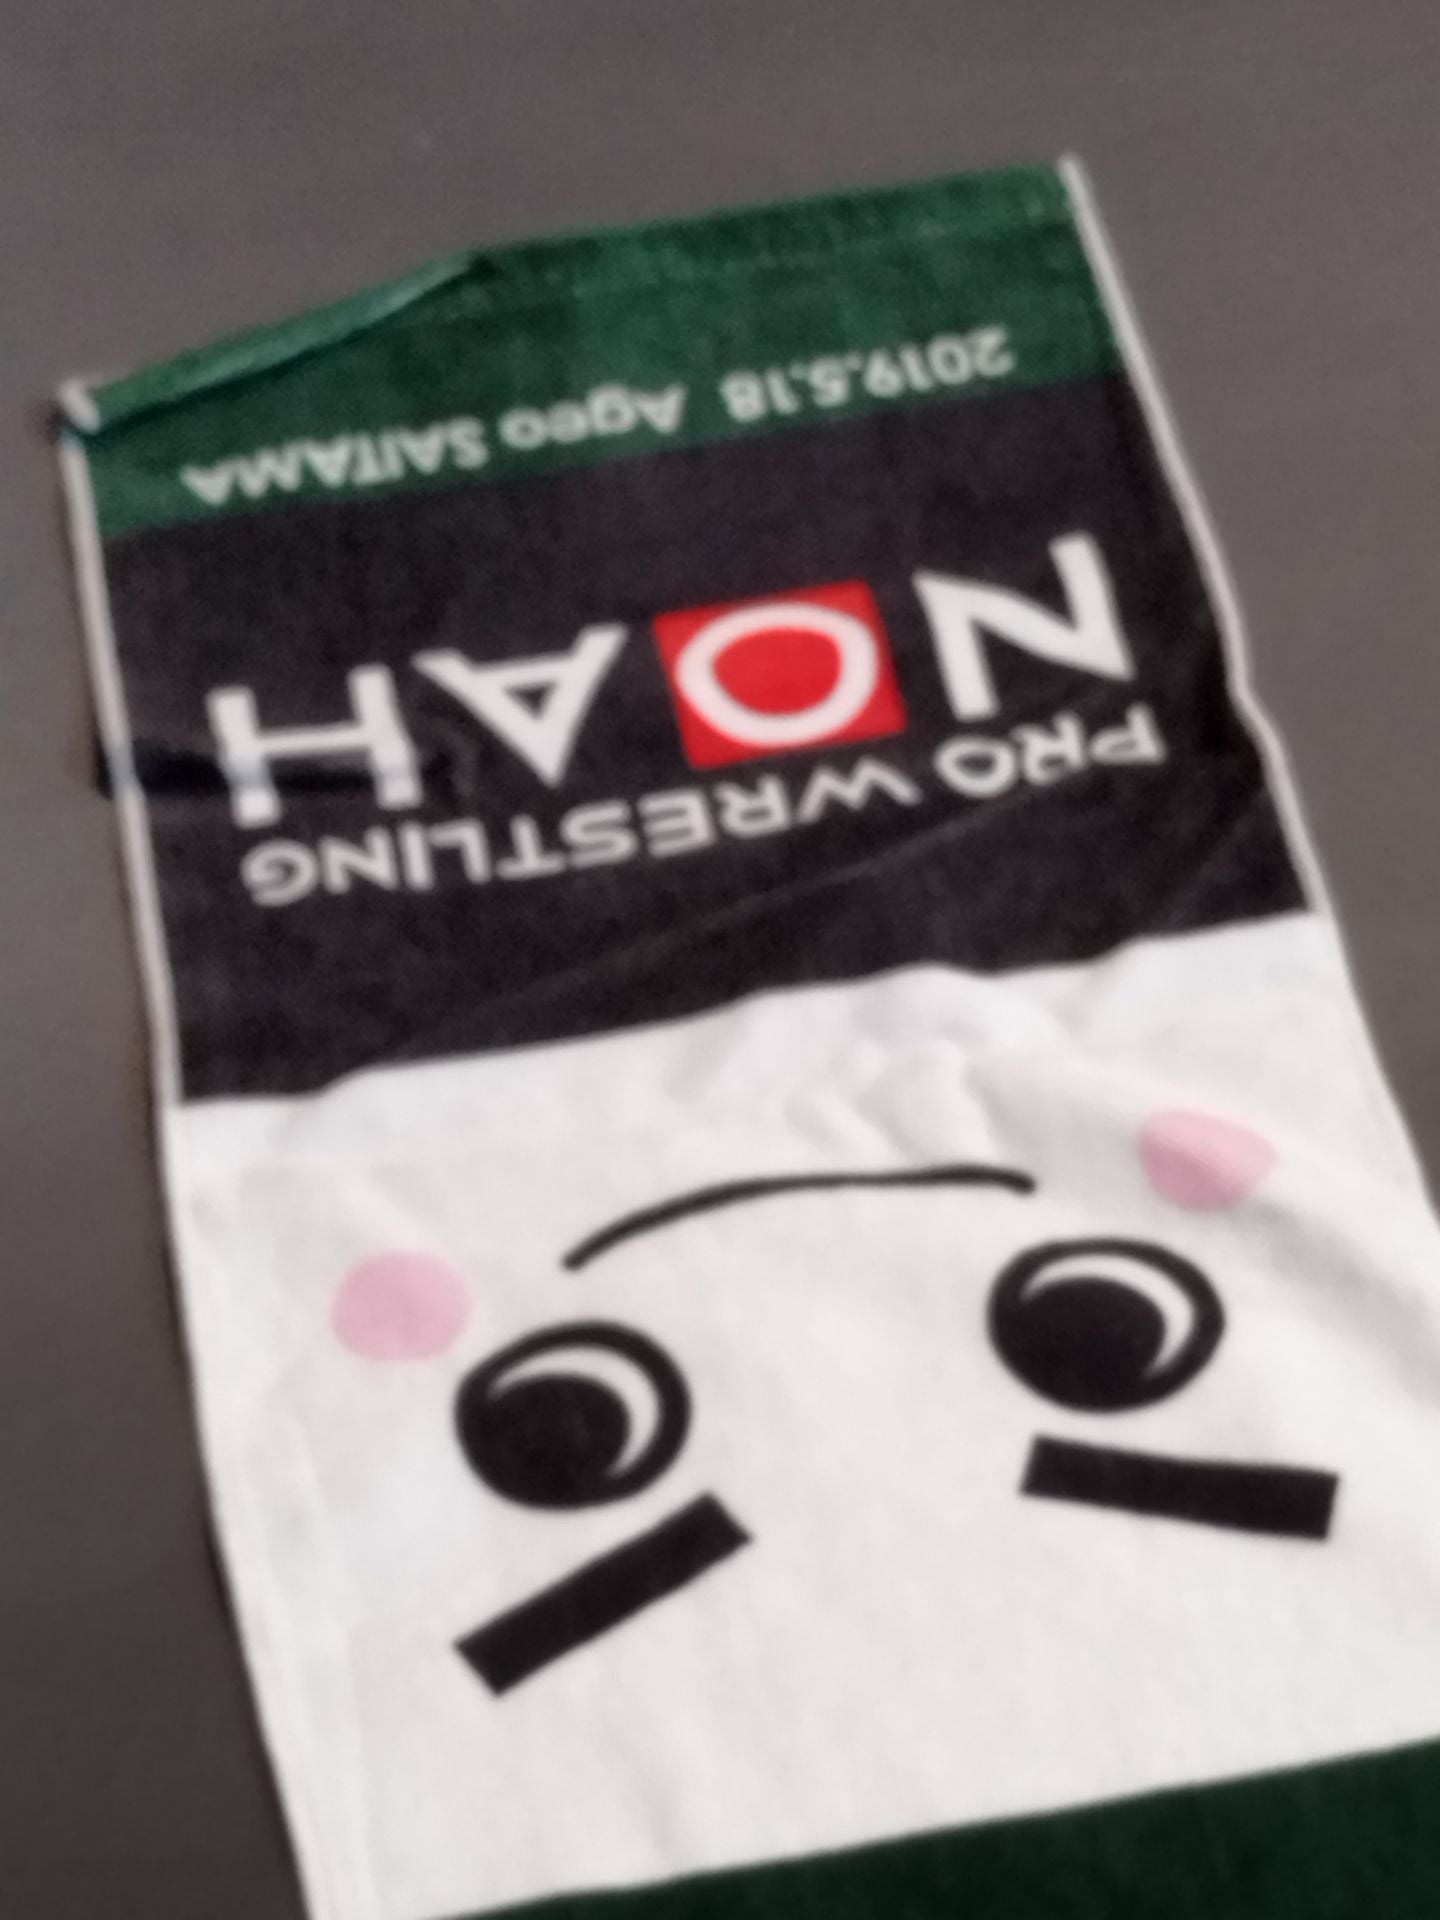 PRO WRESTLING
NOAH
2019.5.18 Ageo SAITAMA